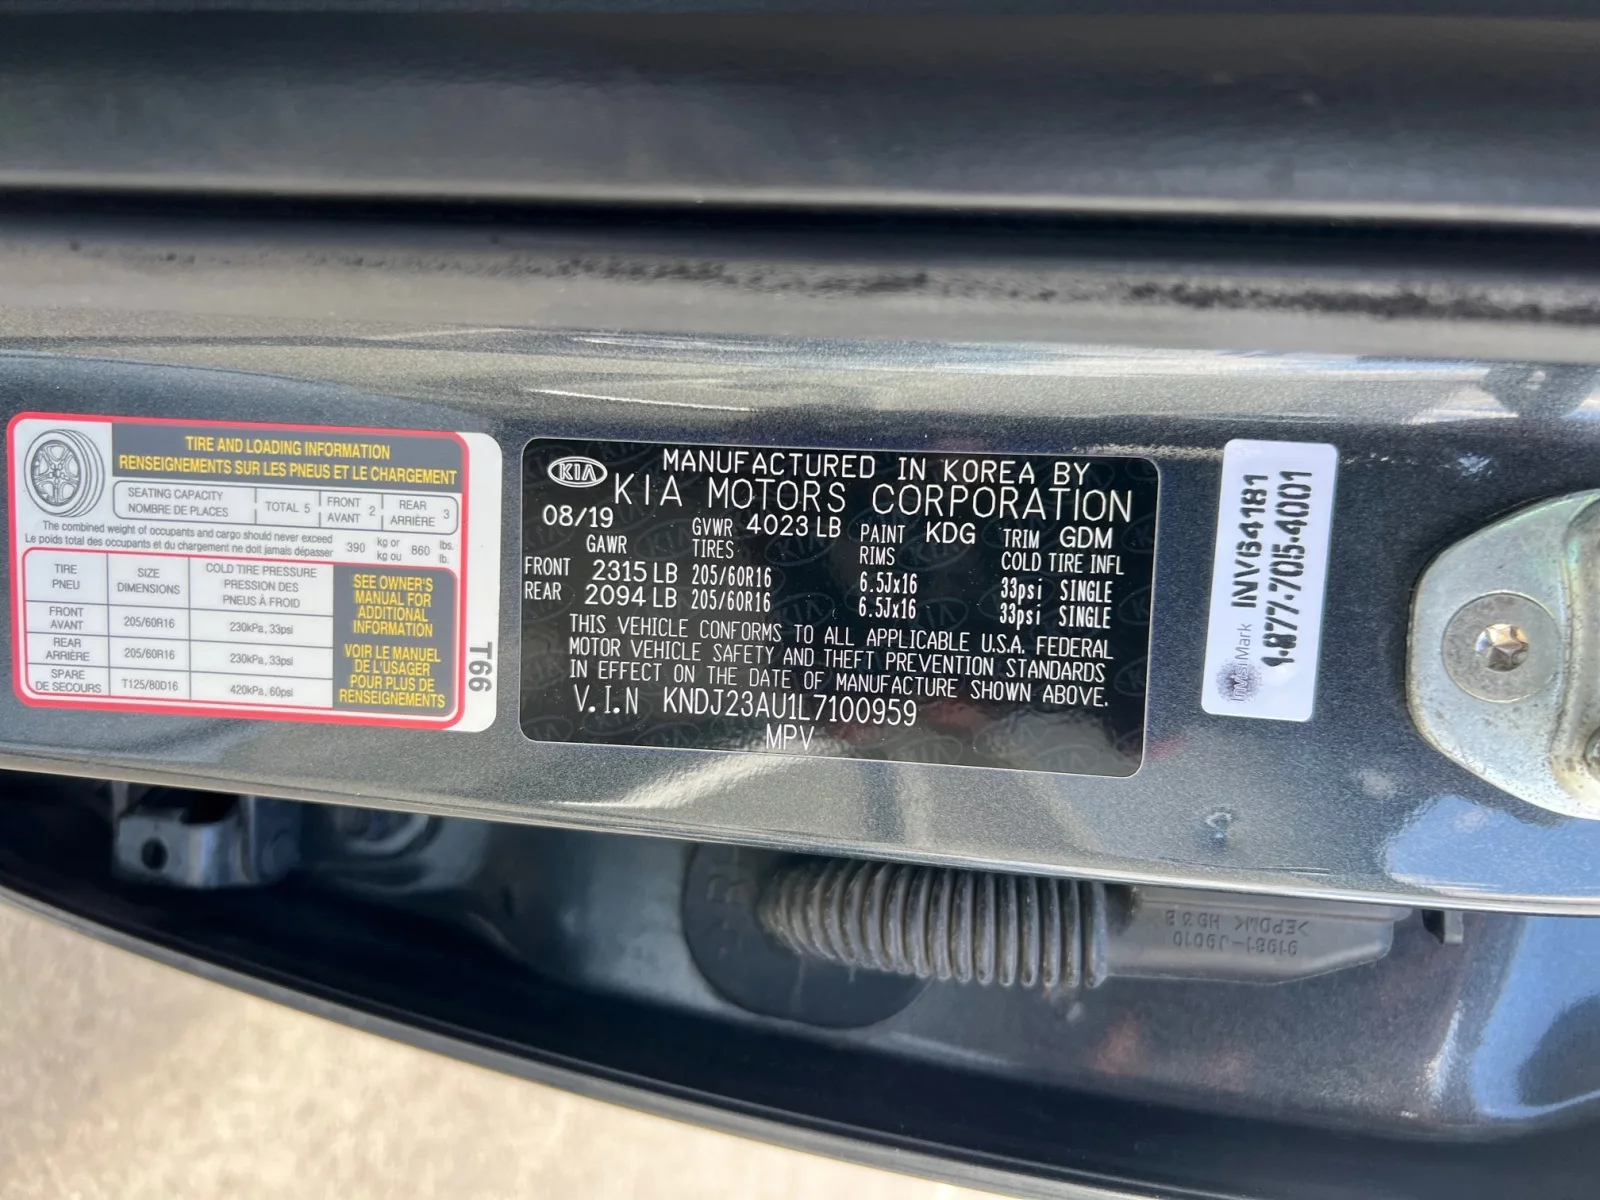 TIRE AND LOADING INFORMATION
RENSEIGNEMENTS SUR LES PNEUS ET LE CHARGEMENT
SEATING CAPACITY
NOMBRE DE PLACES
TOTAL 5
FRONT
AVANT
2
REAR
ARRIÈRE
3
The combined weight of occupants and cargo should never exceed
Le poids total des occupants et du chargement ne doit jamais dépasser
390
kg or
kg ou
860
lbs.
lb.
TIRE
PNEU
SIZE
DIMENSIONS
COLD TIRE PRESSURE
PRESSION DES
PNEUS À FROID
FRONT
AVANT
205/60R16
230kPa, 33psi
REAR
ARRIÈRE
205/60R16
230kPa, 33psi
SPARE
DE SECOURS
T125/80D16
420kPa, 60psi
SEE OWNER'S
MANUAL FOR
ADDITIONAL
INFORMATION
VOIR LE MANUEL
DE L'USAGER
POUR PLUS DE
RENSEIGNEMENTS
T66
KIA
MANUFACTURED IN KOREA BY
KIA MOTORS CORPORATION
08/19 GVWR 4023 LB PAINT KDG TRIM GDM
GAWR TIRES RIMS COLD TIRE INFL
FRONT 2315 LB 205/60R16 6.5Jx16 33psi SINGLE
REAR 2094 LB 205/60R16 6.5Jx16 33psi SINGLE
THIS VEHICLE CONFORMS TO ALL APPLICABLE U.S.A. FEDERAL
MOTOR VEHICLE SAFETY AND THEFT PREVENTION STANDARDS
IN EFFECT ON THE DATE OF MANUFACTURE SHOWN ABOVE.
V.I.N KNDJ23AU1L7100959
MPV
InvisiMark INV64181
1-877-705-4001
91981-J9010
>EPDM< HD3B